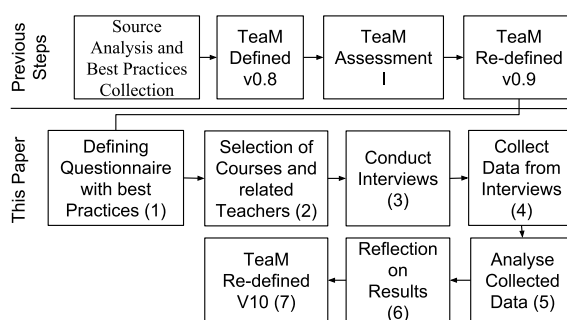 Previous
Steps
Source
Analysis and
Best Practices
Collection
TeaM
Defined
v0.8
TeaM
Assessment
I
TeaM
Re-defined
v0.9
This Paper
Defining
Questionnaire
with best
Practices (1)
Selection of
Courses and
related
Teachers (2)
Conduct
Interviews
(3)
Collect
Data from
Interviews
(4)
Analyse
Collected
Data (5)
Reflection
on
Results
(6)
TeaM
Re-defined
V10 (7)